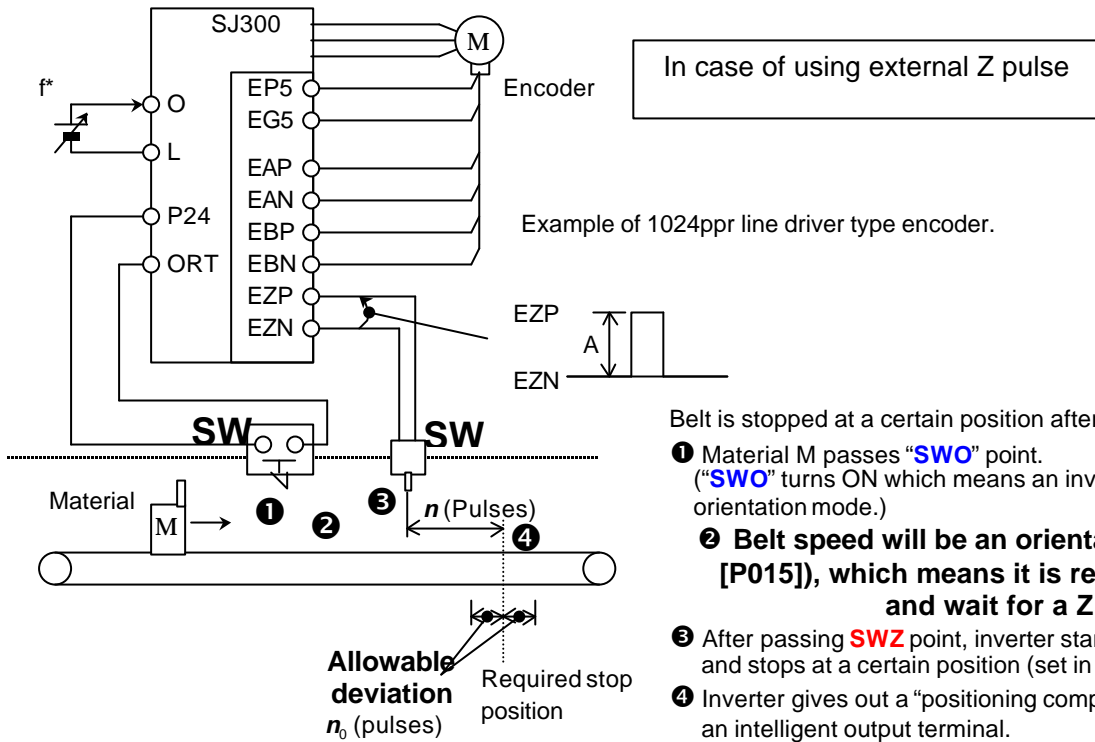 SJ300
M
In case of using external Z pulse
f*
O
EP5
Encoder
EG5
L
EAP
EAN
P24
EBP
Example of 1024ppr line driver type encoder.
ORT
EBN
EZP
EZN
EZP
A
EZN
SW
SW
Belt is stopped at a certain position after
❶ Material M passes “SWO” point.
(“SWO” turns ON which means an inv
orientation mode.)
❷ Belt speed will be an orienta
[P015]), which means it is re
and wait for a Z
❸ After passing SWZ point, inverter star
and stops at a certain position (set in
❹ Inverter gives out a “positioning comp
an intelligent output terminal.
Material
M
❶
❷
❸
n (Pulses)
❹
Allowable
deviation
n0 (pulses)
Required stop
position